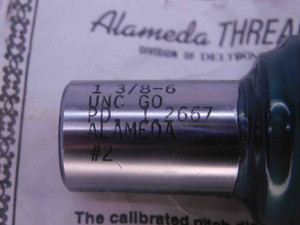 Alameda THREA
DIVISION OF DELTRON
1 3/8-6
UNC GO
PD. 1.2667
ALAMEDA
#2
The calibrated pitch di